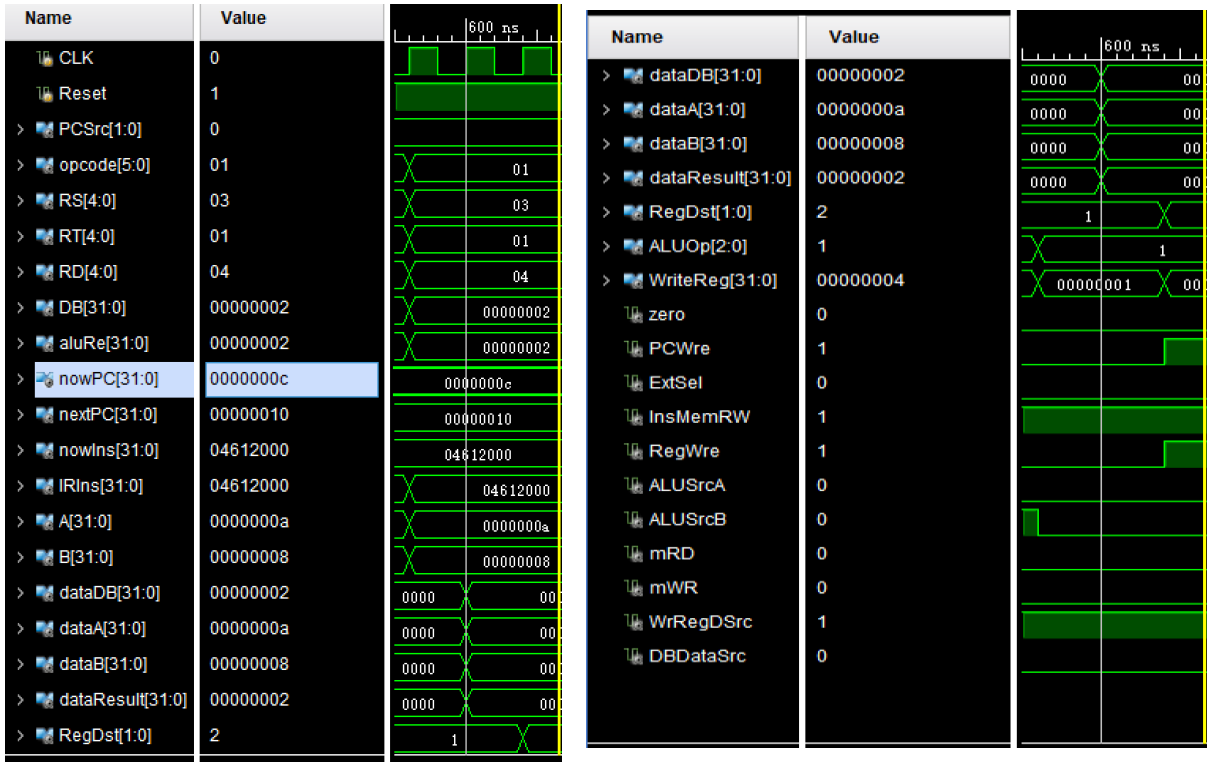 Name Value 600 ns
CLK 0
Reset 1
PCSrc[1:0] 0
opcode[5:0] 01 01
RS[4:0] 03 03
RT[4:0] 01 01
RD[4:0] 04 04
DB[31:0] 00000002 00000002
aluRe[31:0] 00000002 00000002
nowPC[31:0] 0000000c 0000000c
nextPC[31:0] 00000010 00000010
nowIns[31:0] 04612000 04612000
IRIns[31:0] 04612000 04612000
A[31:0] 0000000a 0000000a
B[31:0] 00000008 00000008
dataDB[31:0] 00000002 0000 00
dataA[31:0] 0000000a 0000 00
dataB[31:0] 00000008 0000 00
dataResult[31:0] 00000002 0000 00
RegDst[1:0] 2 1
Name Value 600 ns
dataDB[31:0] 00000002 0000 00
dataA[31:0] 0000000a 0000 00
dataB[31:0] 00000008 0000 00
dataResult[31:0] 00000002 0000 00
RegDst[1:0] 2 1
ALUOp[2:0] 1 1
WriteReg[31:0] 00000004 00000001 00
zero 0
PCWre 1
ExtSel 0
InsMemRW 1
RegWre 1
ALUSrcA 0
ALUSrcB 0
mRD 0
mWR 0
WrRegDSrc 1
DBDataSrc 0